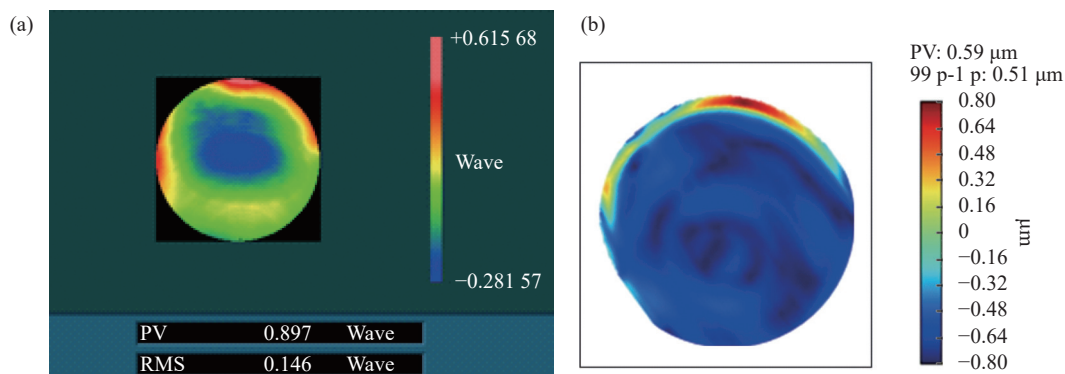 (a)
+0.615 68
Wave
−0.281 57
PV 0.897 Wave
RMS 0.146 Wave
(b)
PV: 0.59 μm
99 p-1 p: 0.51 μm
0.80
0.64
0.48
0.32
0.16
0
−0.16
−0.32
−0.48
−0.64
−0.80
μm